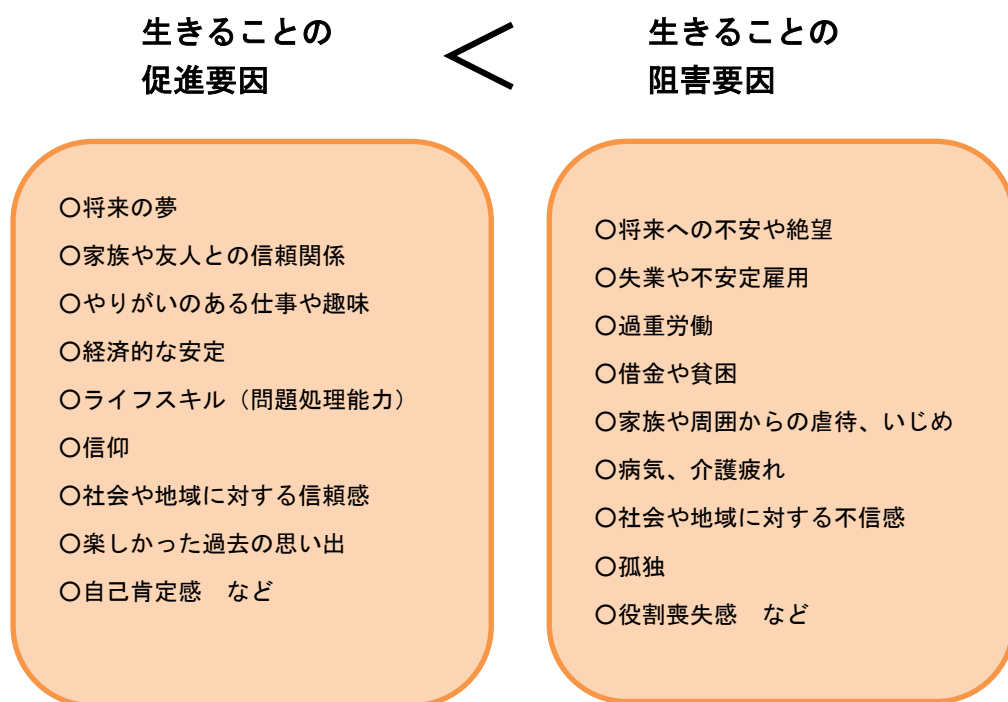 生きることの
促進要因
<
生きることの
阻害要因
〇将来の夢
〇家族や友人との信頼関係
〇やりがいのある仕事や趣味
〇経済的な安定
〇ライフスキル（問題処理能力）
〇信仰
〇社会や地域に対する信頼感
〇楽しかった過去の思い出
〇自己肯定感　など
〇将来への不安や絶望
〇失業や不安定雇用
〇過重労働
〇借金や貧困
〇家族や周囲からの虐待、いじめ
〇病気、介護疲れ
〇社会や地域に対する不信感
〇孤独
〇役割喪失感　など